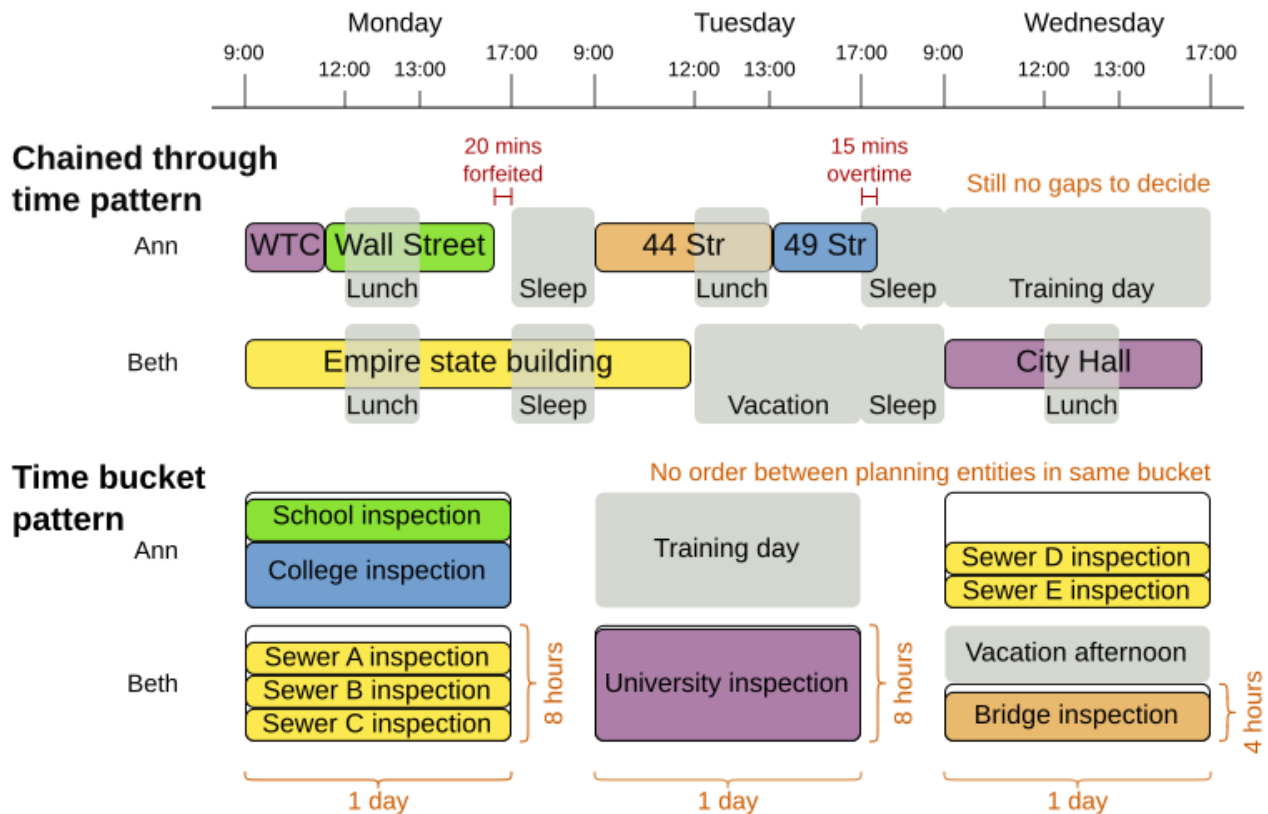 Monday Tuesday Wednesday
9:00 17:00 9:00 17:00 9:00 17:00
12:00 13:00 12:00 13:00 12:00 13:00
Chained through
time pattern
20 mins
forfeited
15 mins
overtime
Still no gaps to decide
Ann
WTC Wall Street 44 Str 49 Str
Lunch Sleep Lunch Sleep Training day
Beth
Empire state building City Hall
Lunch Sleep Vacation Sleep Lunch
Time bucket
pattern
No order between planning entities in same bucket
Ann
School inspection
College inspection
Training day
Sewer D inspection
Sewer E inspection
Beth
Sewer A inspection
Sewer B inspection
Sewer C inspection
8 hours
University inspection
8 hours
Vacation afternoon
Bridge inspection
4 hours
1 day 1 day 1 day